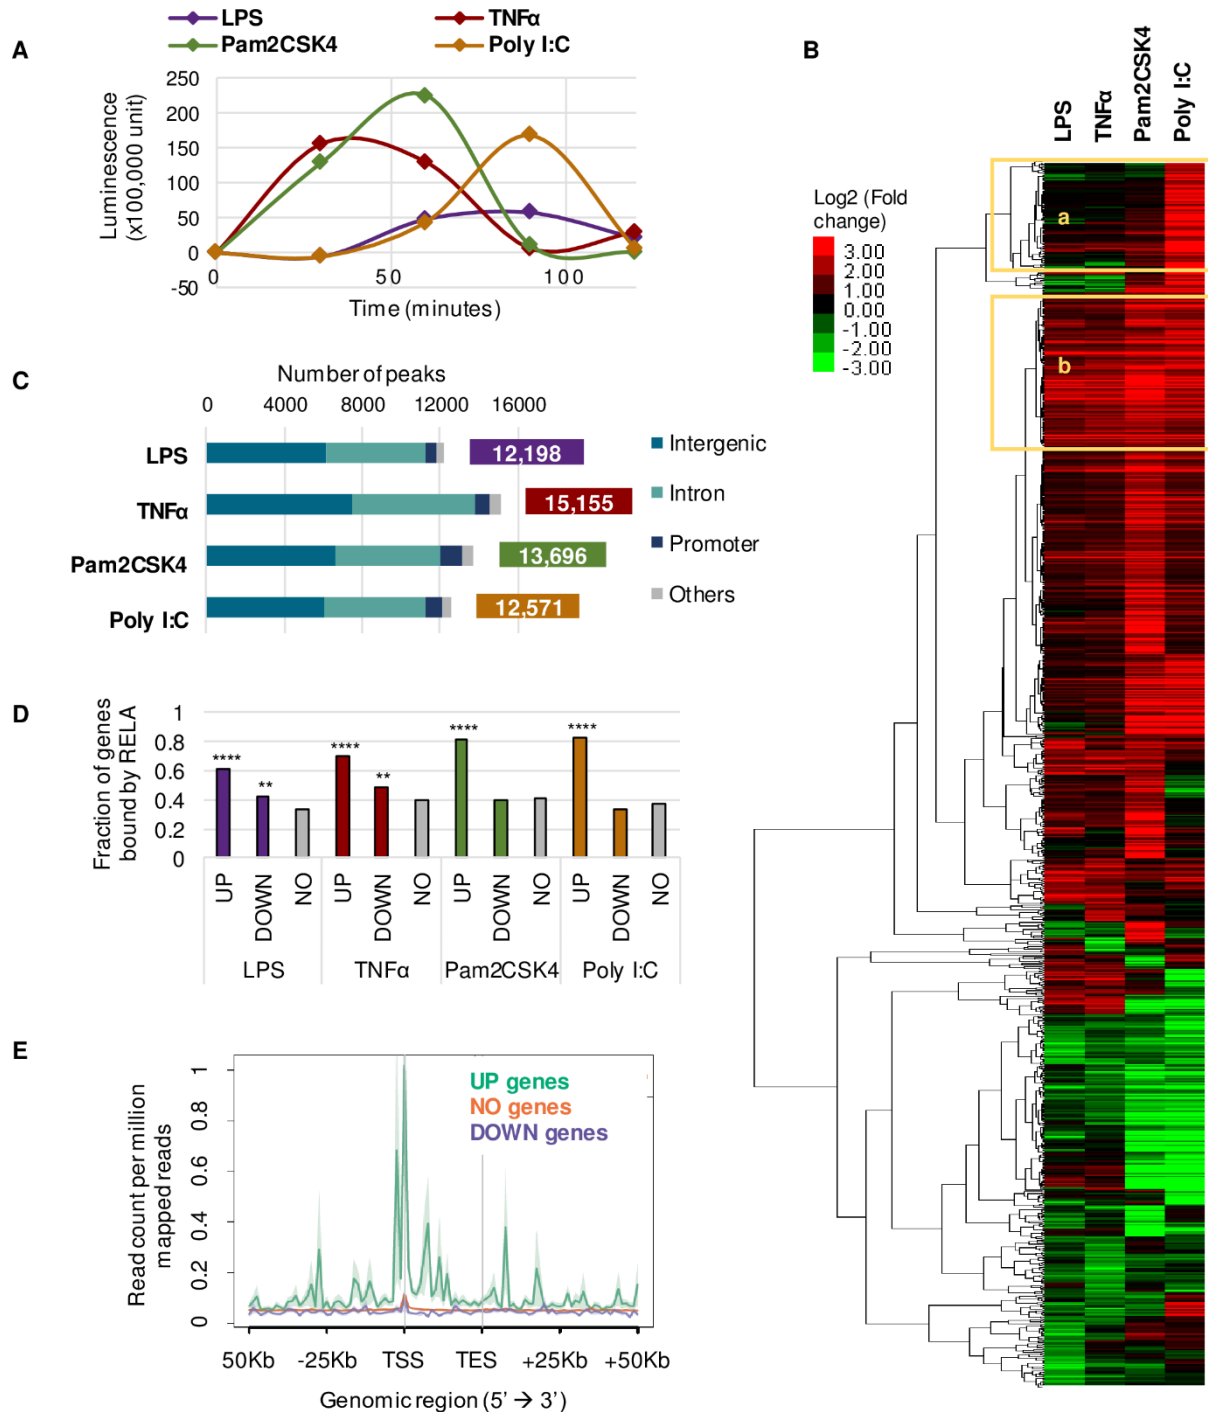 LPS
TNFα
Pam2CSK4
Poly I:C
A
Luminescence
(x100,000 unit)
250
200
150
100
50
0
-50
0
50
100
Time (minutes)
B
LPS
TNFα
Pam2CSK4
Poly I:C
Log2 (Fold
change)
3.00
2.00
1.00
0.00
-1.00
-2.00
-3.00
a
b
C
Number of peaks
0
4000
8000
12000
16000
LPS
12,198
TNFα
15,155
Pam2CSK4
13,696
Poly I:C
12,571
Intergenic
Intron
Promoter
Others
D
Fraction of genes
bound by RELA
1
0.8
0.6
0.4
0.2
0
****
**
****
**
****
****
UP
DOWN
NO
UP
DOWN
NO
UP
DOWN
NO
UP
DOWN
NO
LPS
TNFα
Pam2CSK4
Poly I:C
E
Read count per million
mapped reads
1
0.8
0.6
0.4
0.2
0
UP genes
NO genes
DOWN genes
50Kb
-25Kb
TSS
TES
+25Kb
+50Kb
Genomic region (5' → 3')